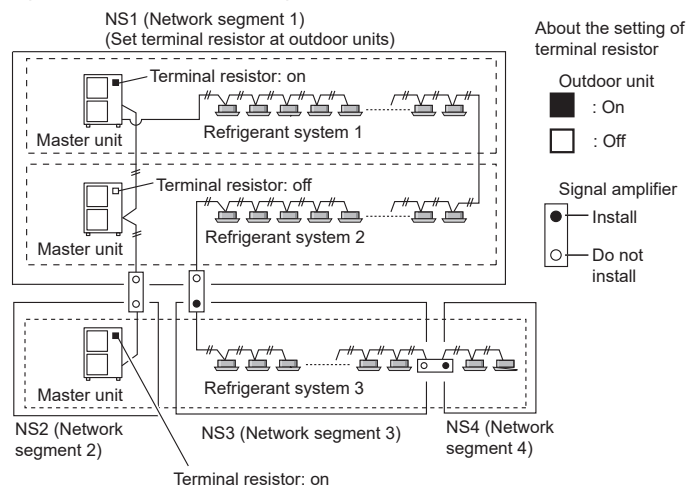 NS1 (Network segment 1)
(Set terminal resistor at outdoor units)
Terminal resistor: on
Master unit
Refrigerant system 1
Terminal resistor: off
Master unit
Refrigerant system 2
Master unit
Refrigerant system 3
NS2 (Network
segment 2)
NS3 (Network segment 3)
NS4 (Network
segment 4)
Terminal resistor: on
About the setting of
terminal resistor
Outdoor unit
: On
: Off
Signal amplifier
Install
Do not
install